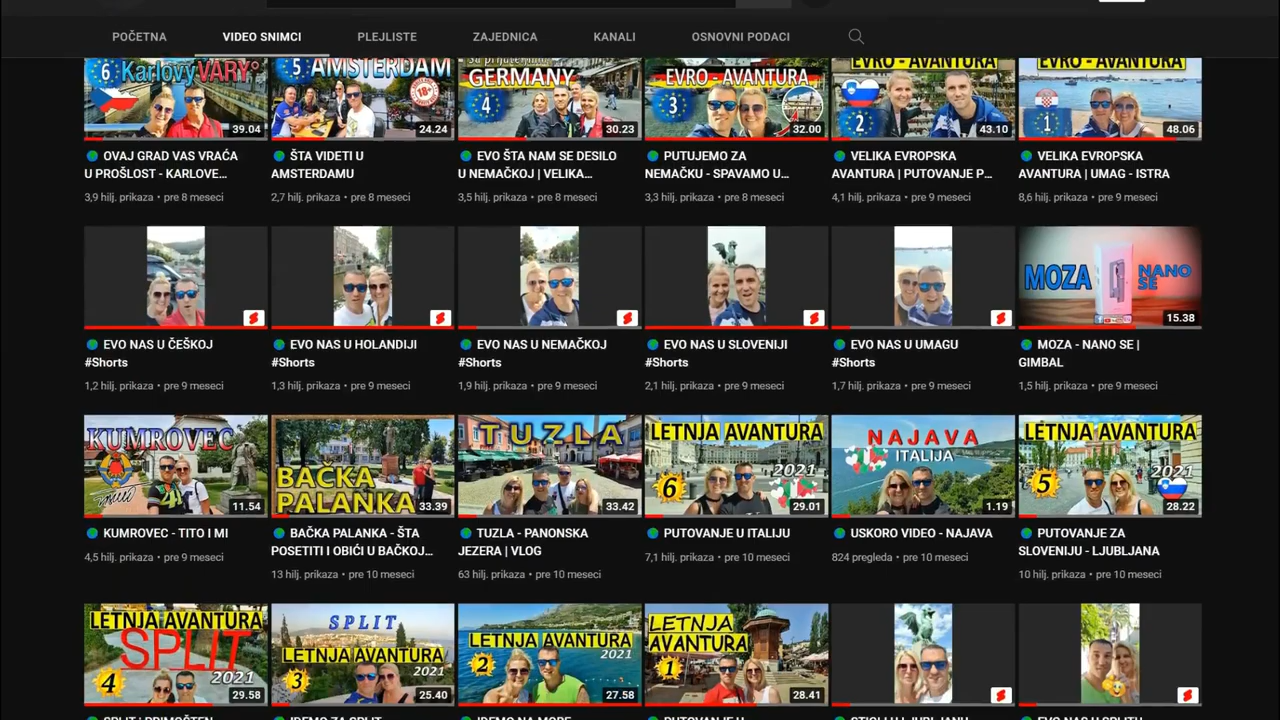 POČETNA VIDEO SNIMCI PLEJLISTE ZAJEDNICA KANALI OSNOVNI PODACI
6 Karlovy VARY
39.04
5 AMSTERDAM
18+
24.24
GERMANY
4
30.23
EVRO - AVANTURA
3
32.00
EVRO - AVANTURA
2
43.10
EVRO - AVANTURA
1
48.06
OVAJ GRAD VAS VRAĆA
U PROŠLOST - KARLOVE...
3,9 hilj. prikaza • pre 8 meseci
ŠTA VIDETI U
AMSTERDAMU
2,7 hilj. prikaza • pre 8 meseci
EVO ŠTA NAM SE DESILO
U NEMAČKOJ | VELIKA...
3,5 hilj. prikaza • pre 8 meseci
PUTUJEMO ZA
NEMAČKU - SPAVAMO U...
3,3 hilj. prikaza • pre 8 meseci
VELIKA EVROPSKA
AVANTURA | PUTOVANJE P...
4,1 hilj. prikaza • pre 9 meseci
VELIKA EVROPSKA
AVANTURA | UMAG - ISTRA
8,6 hilj. prikaza • pre 9 meseci
MOZA NANO SE
15.38
EVO NAS U ČEŠKOJ
#Shorts
1,2 hilj. prikaza • pre 9 meseci
EVO NAS U HOLANDIJI
#Shorts
1,3 hilj. prikaza • pre 9 meseci
EVO NAS U NEMAČKOJ
#Shorts
1,9 hilj. prikaza • pre 9 meseci
EVO NAS U SLOVENIJI
#Shorts
2,1 hilj. prikaza • pre 9 meseci
EVO NAS U UMAGU
#Shorts
1,7 hilj. prikaza • pre 9 meseci
MOZA - NANO SE |
GIMBAL
1,5 hilj. prikaza • pre 9 meseci
KUMROVEC
11.54
BAČKA
PALANKA
33.39
TUZLA
33.42
LETNJA AVANTURA
2021
6
29.01
NAJAVA
ITALIJA
1.19
LETNJA AVANTURA
2021
5
28.22
KUMROVEC - TITO I MI
4,5 hilj. prikaza • pre 9 meseci
BAČKA PALANKA - ŠTA
POSETITI I OBIĆI U BAČKOJ...
13 hilj. prikaza • pre 10 meseci
TUZLA - PANONSKA
JEZERA | VLOG
63 hilj. prikaza • pre 10 meseci
PUTOVANJE U ITALIJU
7,1 hilj. prikaza • pre 10 meseci
USKORO VIDEO - NAJAVA
824 pregleda • pre 10 meseci
PUTOVANJE ZA
SLOVENIJU - LJUBLJANA
10 hilj. prikaza • pre 10 meseci
LETNJA AVANTURA
SPLIT
2021
4
29.58
SPLIT
LETNJA AVANTURA
2021
3
25.40
LETNJA AVANTURA
2021
2
27.58
LETNJA
AVANTURA
1
28.41
SPLIT | PRIMOŠTEN
IDEMO ZA SPLIT
IDEMO NA MORE
PUTOVANJE U
STIGLI U LJUBLJANU
EVO NAS U SPLITU